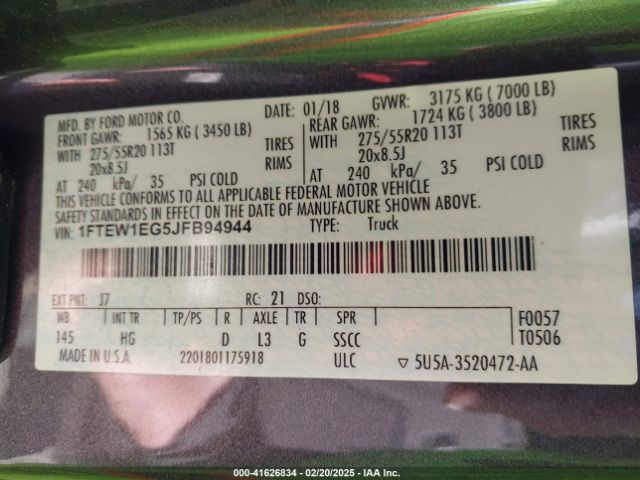 MFD. BY FORD MOTOR CO. DATE: 01/18 GVWR: 3175 KG ( 7000 LB)
FRONT GAWR: 1565 KG ( 3450 LB) REAR GAWR: 1724 KG ( 3800 LB)
WITH 275/55R20 113T TIRES WITH 275/55R20 113T TIRES
20x8.5J RIMS 20x8.5J RIMS
AT 240 kPa/ 35 PSI COLD AT 240 kPa/ 35 PSI COLD
THIS VEHICLE CONFORMS TO ALL APPLICABLE FEDERAL MOTOR VEHICLE
SAFETY STANDARDS IN EFFECT ON THE DATE OF MANUFACTURE SHOWN ABOVE.
VIN: 1FTEW1EG5JFB94944 TYPE: Truck
EXT PNT: J7 RC: 21 DSO:
WB INT TR TP/PS R AXLE TR SPR F0057
145 HG D L3 G SSCC T0506
MADE IN U.S.A. 2201801175918 ULC ▽ 5U5A-3520472-AA
000-41626834 / 02/20/2025 - IAA Inc.